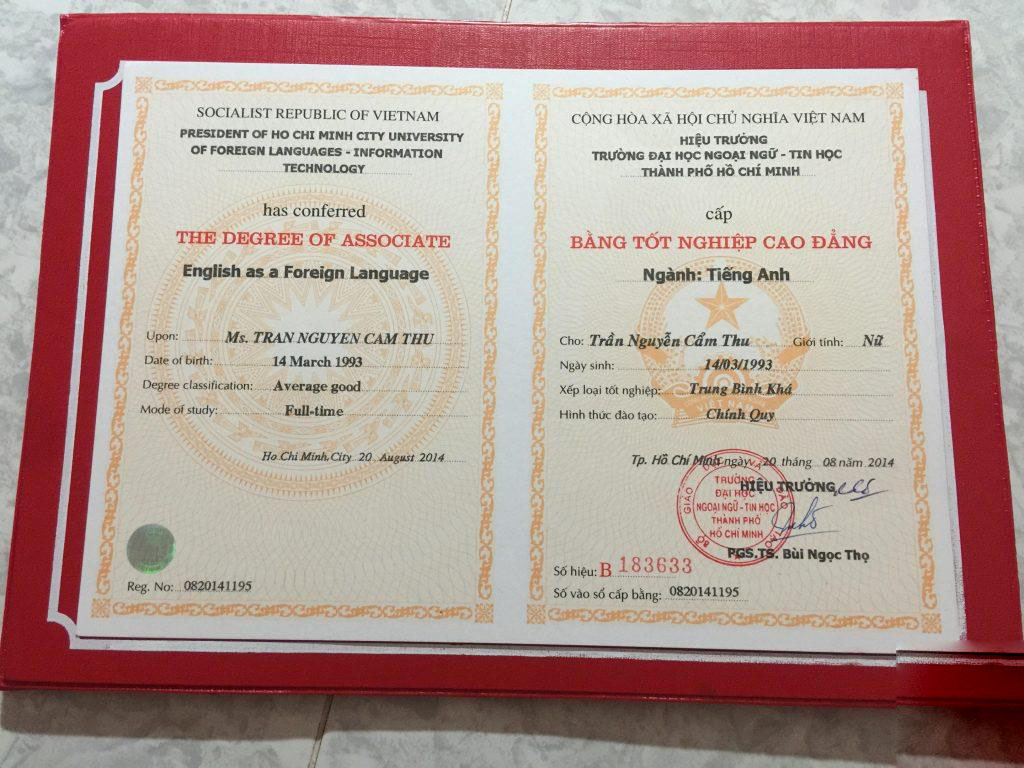 SOCIALIST REPUBLIC OF VIETNAM
PRESIDENT OF HO CHI MINH CITY UNIVERSITY
OF FOREIGN LANGUAGES - INFORMATION
TECHNOLOGY
has conferred
THE DEGREE OF ASSOCIATE
English as a Foreign Language
Upon: Ms. TRAN NGUYEN CAM THU
Date of birth: 14 March 1993
Degree classification: Average good
Mode of study: Full-time
Ho Chi Minh City 20 August 2014
Reg. No: 0820141195
CỘNG HÒA XÃ HỘI CHỦ NGHĨA VIỆT NAM
HIỆU TRƯỞNG
TRƯỜNG ĐẠI HỌC NGOẠI NGỮ - TIN HỌC
THÀNH PHỐ HỒ CHÍ MINH
cấp
BẰNG TỐT NGHIỆP CAO ĐẲNG
Ngành: Tiếng Anh
Cho: Trần Nguyễn Cẩm Thu Giới tính: Nữ
Ngày sinh: 14/03/1993
Xếp loại tốt nghiệp: Trung Bình Khá
Hình thức đào tạo: Chính Quy
Tp. Hồ Chí Minh ngày 20 tháng 08 năm 2014
HIỆU TRƯỞNG
TRƯỜNG
ĐẠI HỌC
NGOẠI NGỮ - TIN HỌC
THÀNH PHỐ
HỒ CHÍ MINH
BỘ GIÁO DỤC VÀ ĐÀO TẠO
PGS.TS. Bùi Ngọc Thọ
Số hiệu: B 183633
Số vào sổ cấp bằng: 0820141195